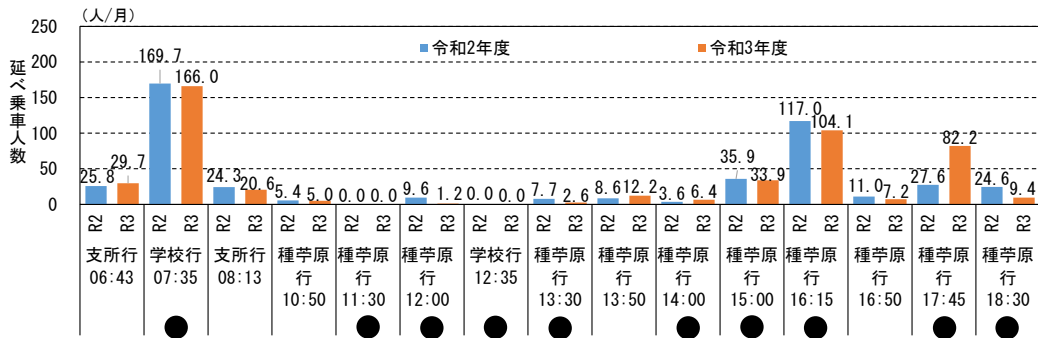 (人/月)
250
200
150
100
50
0
延べ乗車人数
令和2年度
令和3年度
25.8
29.7
169.7
166.0
24.3
20.6
5.4
5.0
0.0
0.0
9.6
1.2
0.0
0.0
7.7
2.6
8.6
12.2
3.6
6.4
35.9
33.9
117.0
104.1
11.0
7.2
27.6
82.2
24.6
9.4
R2 R3 R2 R3 R2 R3 R2 R3 R2 R3 R2 R3 R2 R3 R2 R3 R2 R3 R2 R3 R2 R3 R2 R3 R2 R3 R2 R3 R2 R3
支所行
06:43
学校行
07:35
支所行
08:13
種苧原
行
10:50
種苧原
行
11:30
種苧原
行
12:00
学校行
12:35
種苧原
行
13:30
種苧原
行
13:50
種苧原
行
14:00
種苧原
行
15:00
種苧原
行
16:15
種苧原
行
16:50
種苧原
行
17:45
種苧原
行
18:30